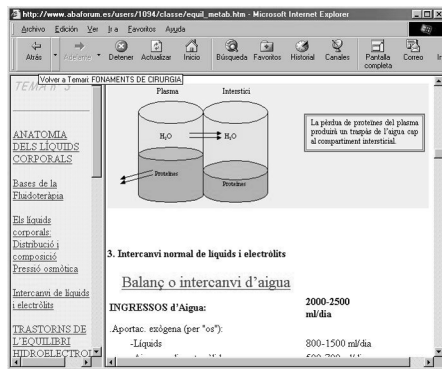 http://www.abaforum.es/users/1094/classe/equil_metab.htm - Microsoft Internet Explorer
Archivo Edición Ver Ir a Favoritos Ayuda
Atrás Adelante Detener Actualizar Inicio Búsqueda Favoritos Historial Canales Pantalla completa Correo
Volver a Temari: FONAMENTS DE CIRURGIA
TEMA nº 3
ANATOMIA
DELS LÍQUIDS
CORPORALS
Bases de la
Fluidoteràpia
Els líquids
corporals:
Distribució i
composició
Pressió osmòtica
Intercanvi de líquids
i electròlits
TRASTORNS DE
L'EQUILIBRI
HIDROELECTROL
Plasma Interstici
H₂O H₂O
Proteïnes Proteïnes
La pèrdua de proteïnes del plasma
produirà un traspàs de l'aigua cap
al compartiment intersticial.
3. Intercanvi normal de líquids i electròlits
Balanç o intercanvi d'aigua
INGRESSOS d'Aigua: 2000-2500
ml/dia
.Aportac. exògena (per "os"):
-Líquids 800-1500 ml/dia